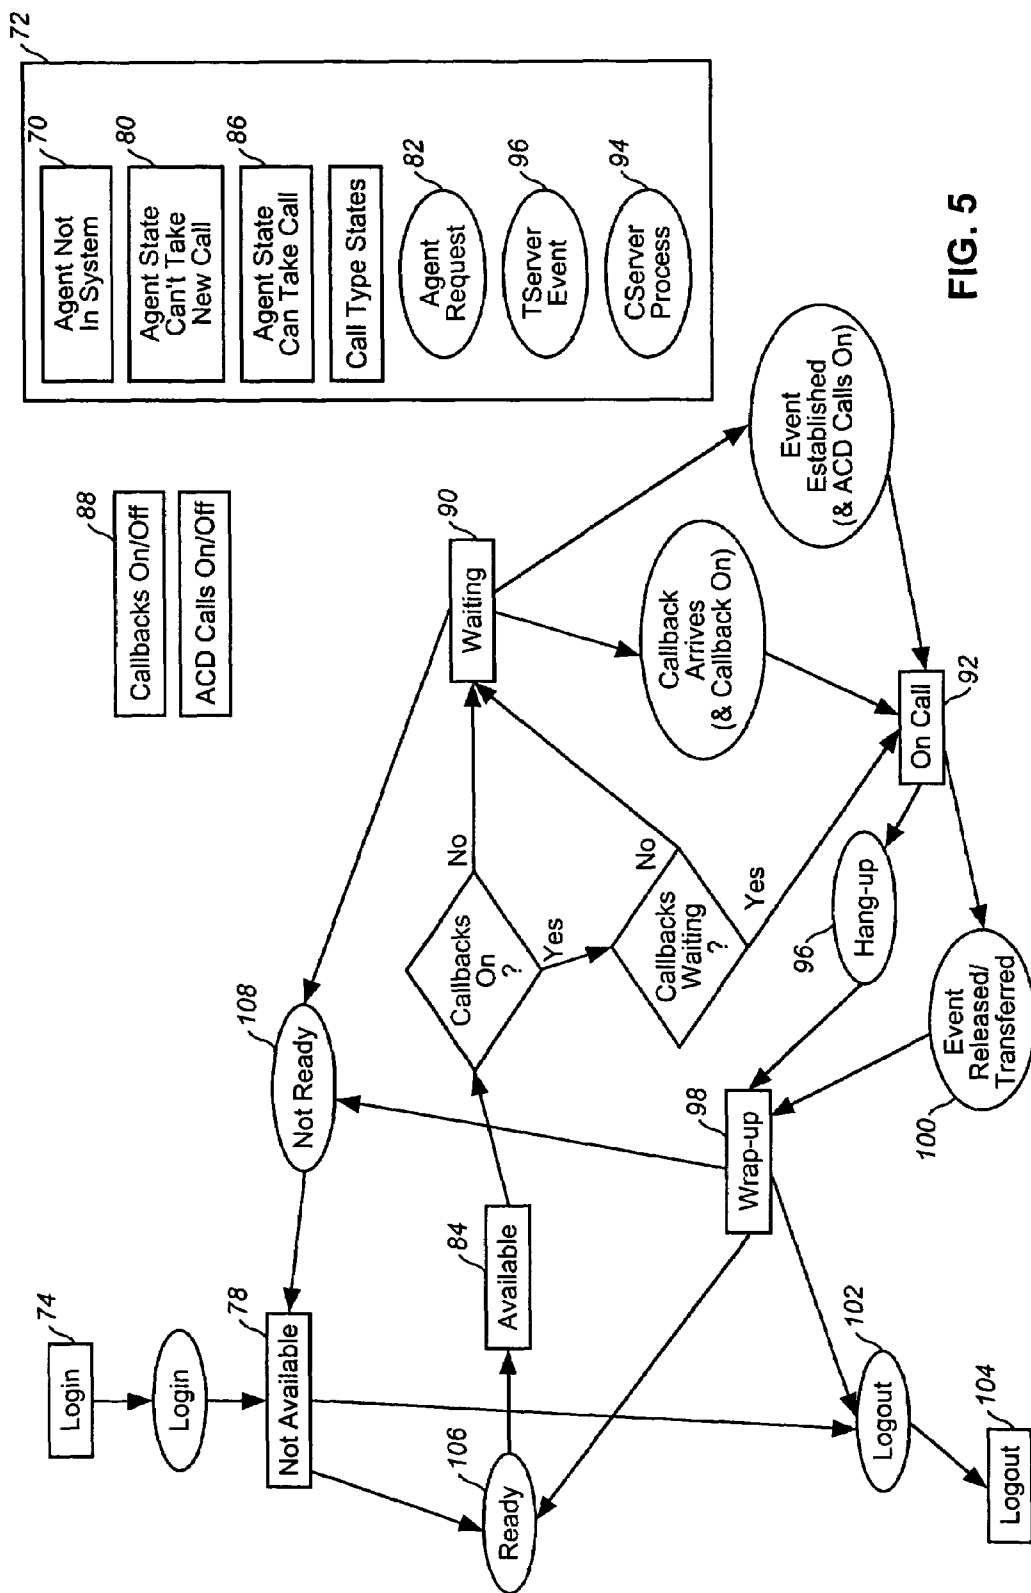 72
70
Agent Not
In System
80
Agent State
Can't Take
New Call
86
Agent State
Can Take Call
Call Type States
82
Agent
Request
96
TServer
Event
94
CServer
Process
88
Callbacks On/Off
ACD Calls On/Off
74
Login
Login
78
Not Available
108
Not Ready
106
Ready
84
Available
Callbacks
On
?
No
Yes
Callbacks
Waiting
?
No
Yes
90
Waiting
Callback
Arrives
(& Callback On)
Event
Established
(& ACD Calls On)
92
On Call
96
Hang-up
100
Event
Released/
Transferred
98
Wrap-up
102
Logout
104
Logout
FIG. 5